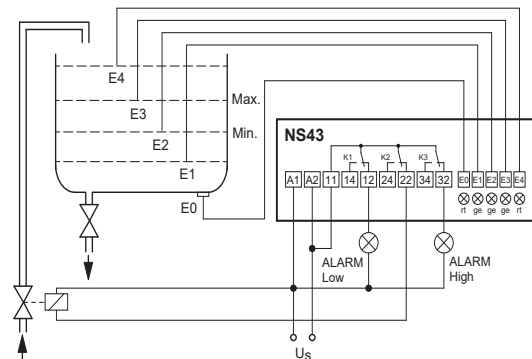 E4
E3
Max.
E2
Min.
E1
E0
NS43
K1 K2 K3
A1 A2 11 14 12 24 22 34 32 E0 E1 E2 E3 E4
rt ge ge ge rt
ALARM
Low
ALARM
High
Us